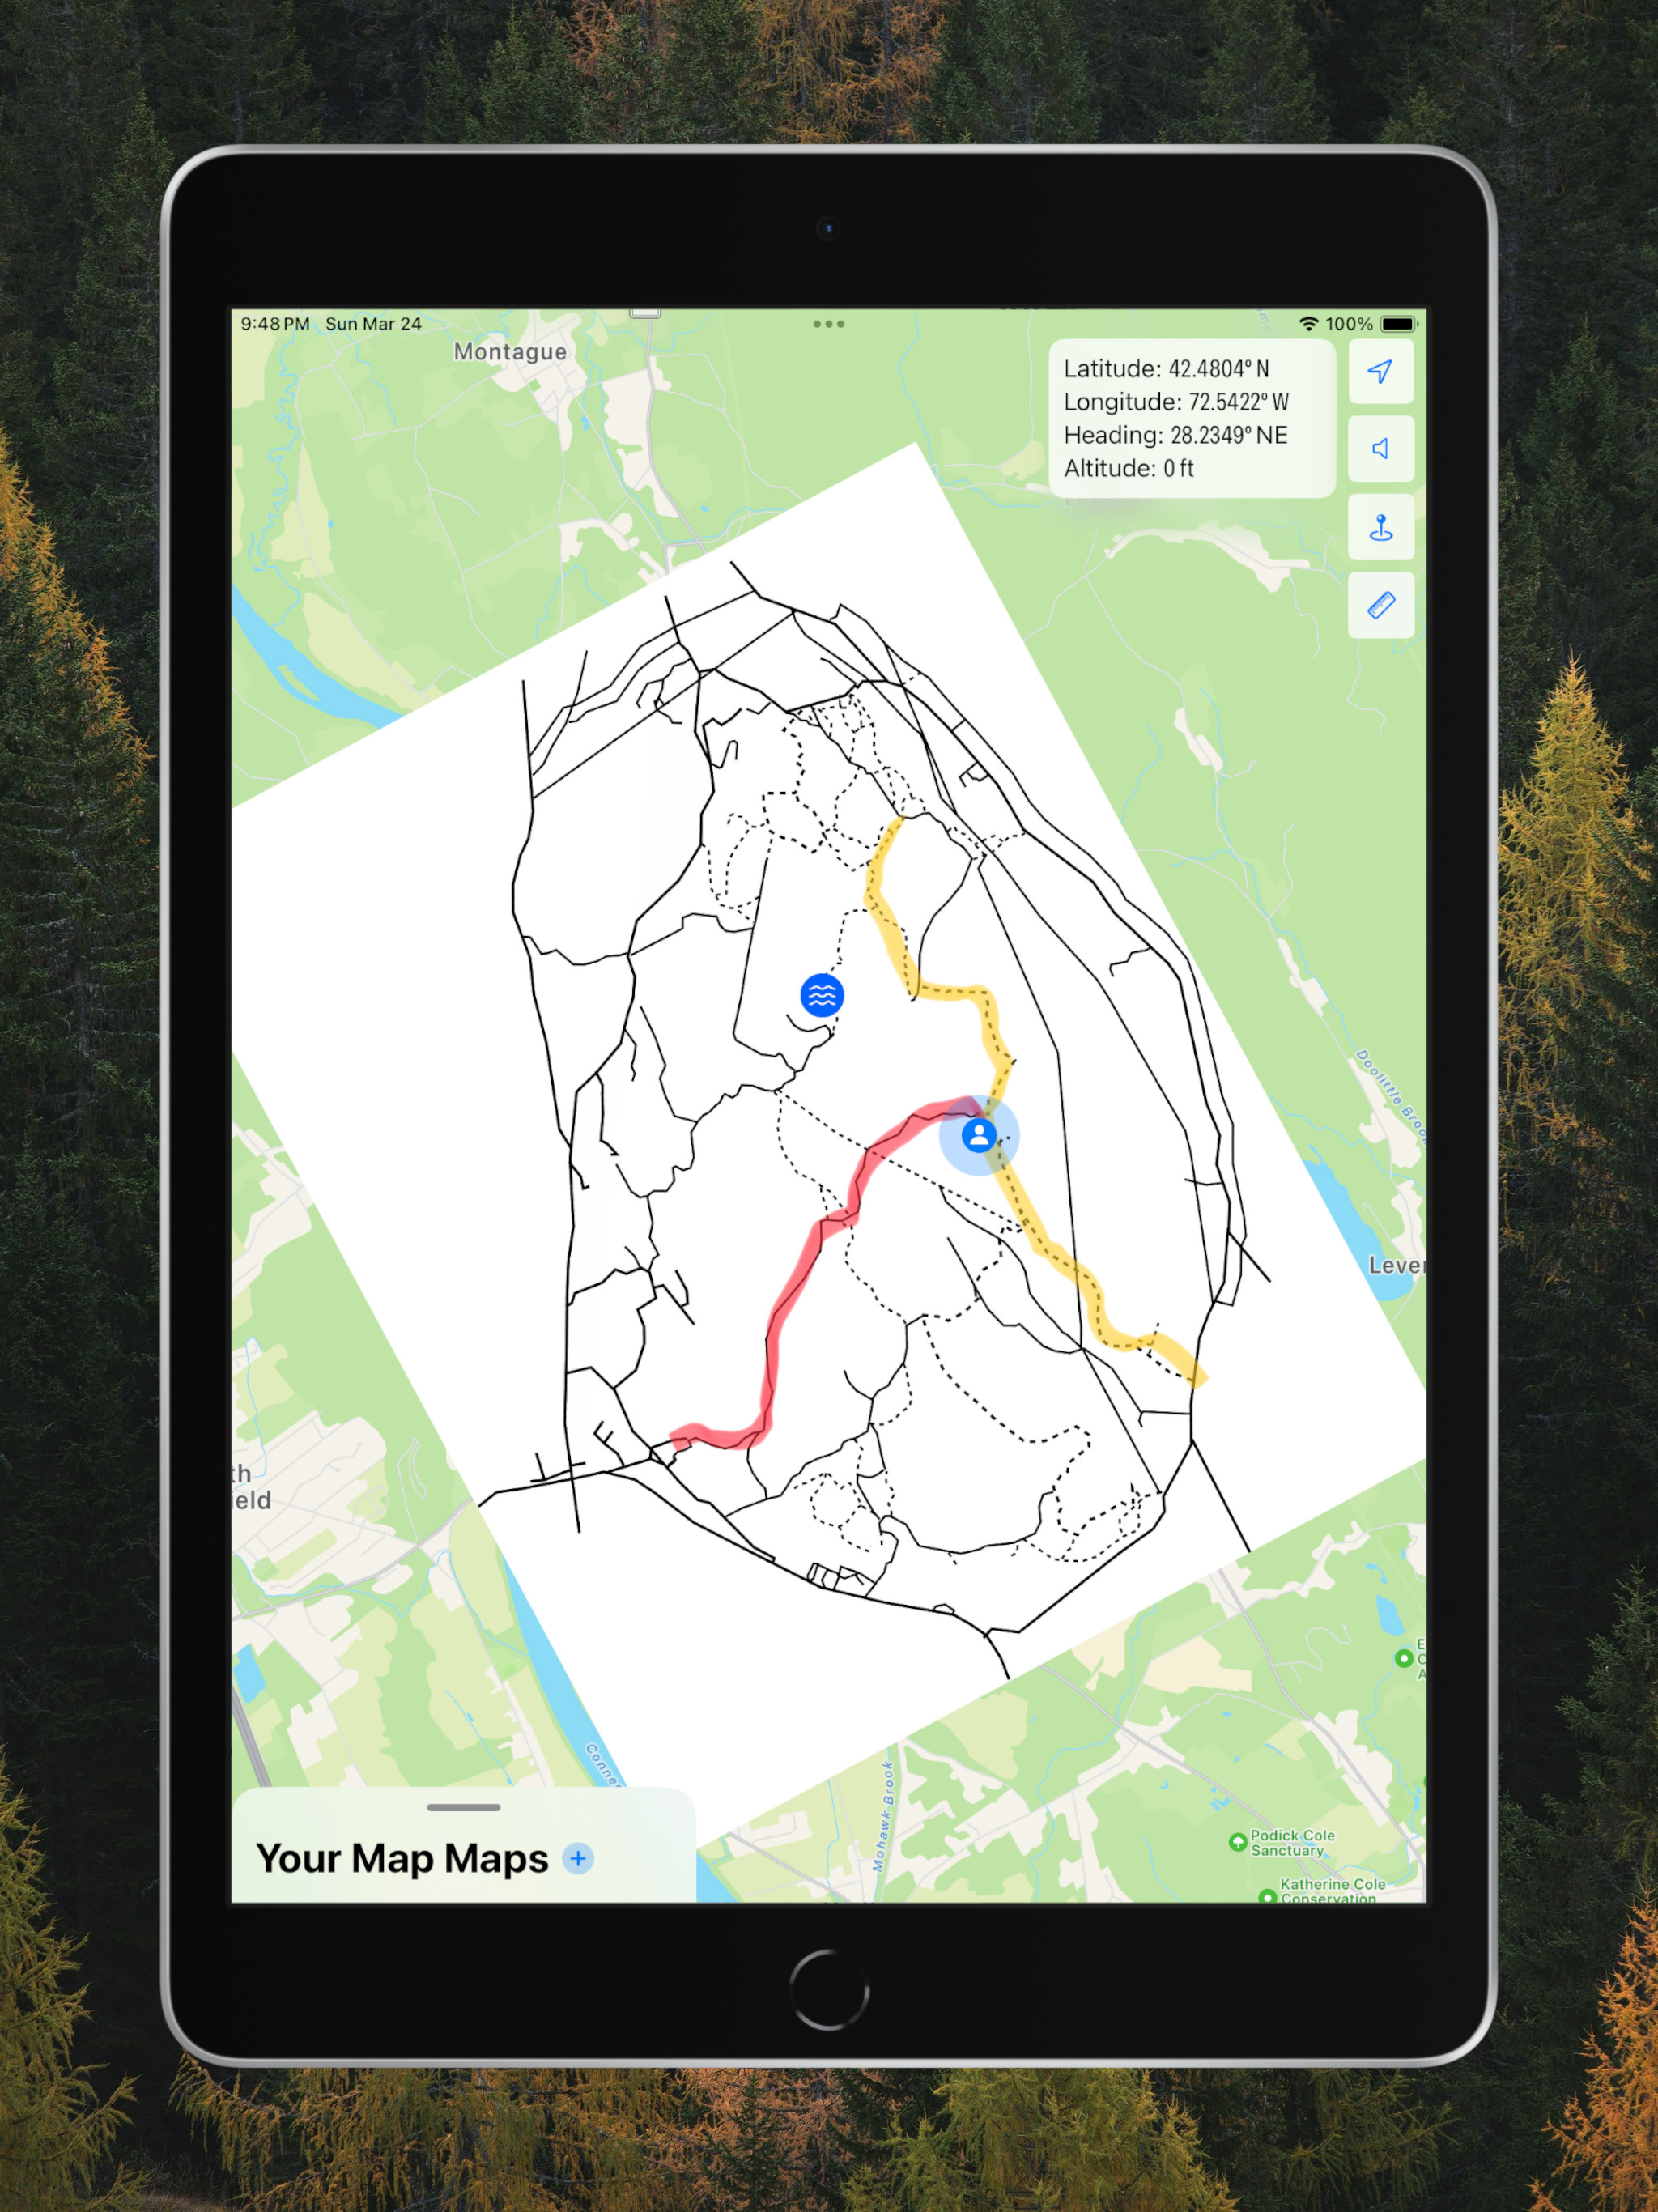 9:48 PM Sun Mar 24
100%
Montague
Latitude: 42.4804° N
Longitude: 72.5422° W
Heading: 28.2349° NE
Altitude: 0 ft
Doolittle Brook
Lever
th
ield
Connec
Mohawk Brook
E
C
A
Podick Cole
Sanctuary
Katherine Cole
Conservation
Your Map Maps +